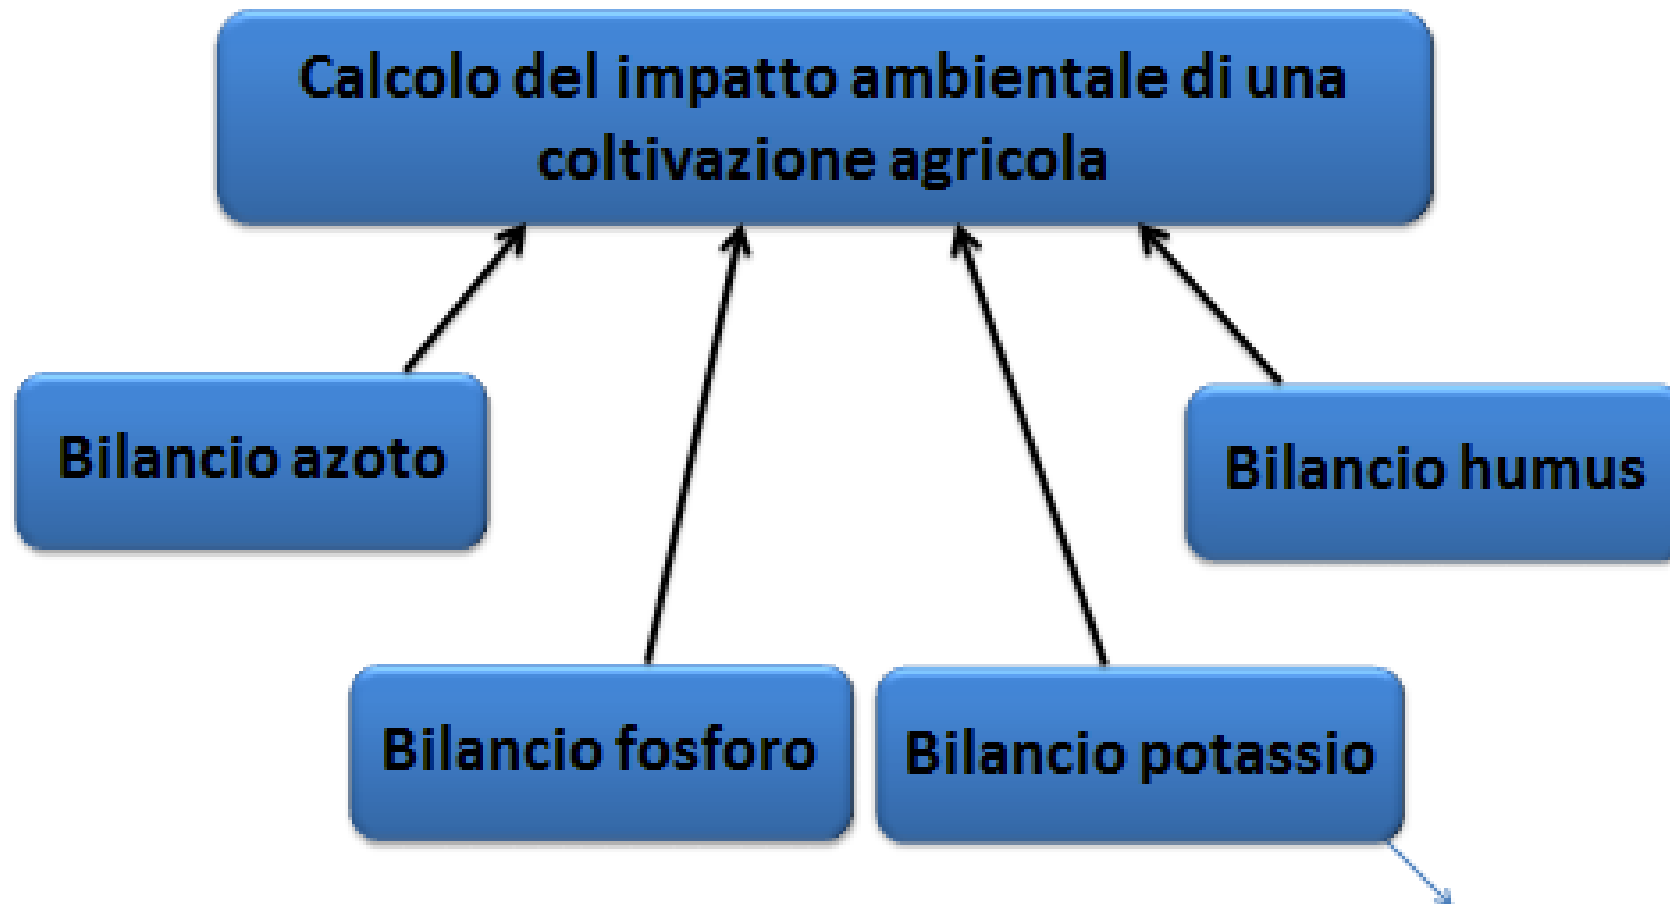 Calcolo del impatto ambientale di una
coltivazione agricola
Bilancio azoto
Bilancio humus
Bilancio fosforo
Bilancio potassio